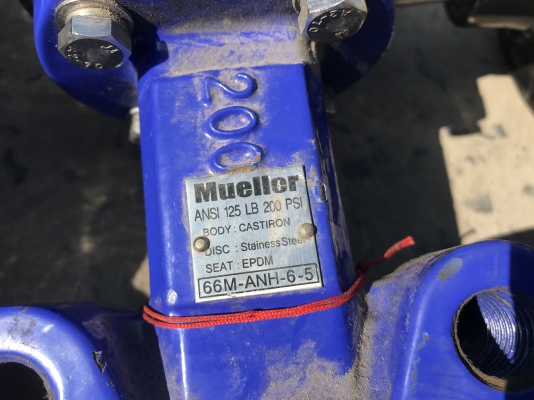 200
Mueller
ANSI 125 LB 200 PSI
BODY : CASTIRON
DISC : Stainless Steel
SEAT : EPDM
66M-ANH-6-5